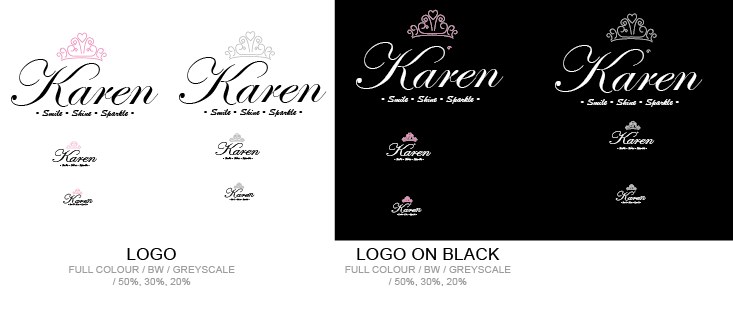 Karen
• Smile • Shine • Sparkle •
Karen
• Smile • Shine • Sparkle •
Karen
• Smile • Shine • Sparkle •
Karen
• Smile • Shine • Sparkle •
Karen
Karen
Karen
Karen
Karen
Karen
Karen
Karen
LOGO
FULL COLOUR / BW / GREYSCALE
/ 50%, 30%, 20%
LOGO ON BLACK
FULL COLOUR / BW / GREYSCALE
/ 50%, 30%, 20%